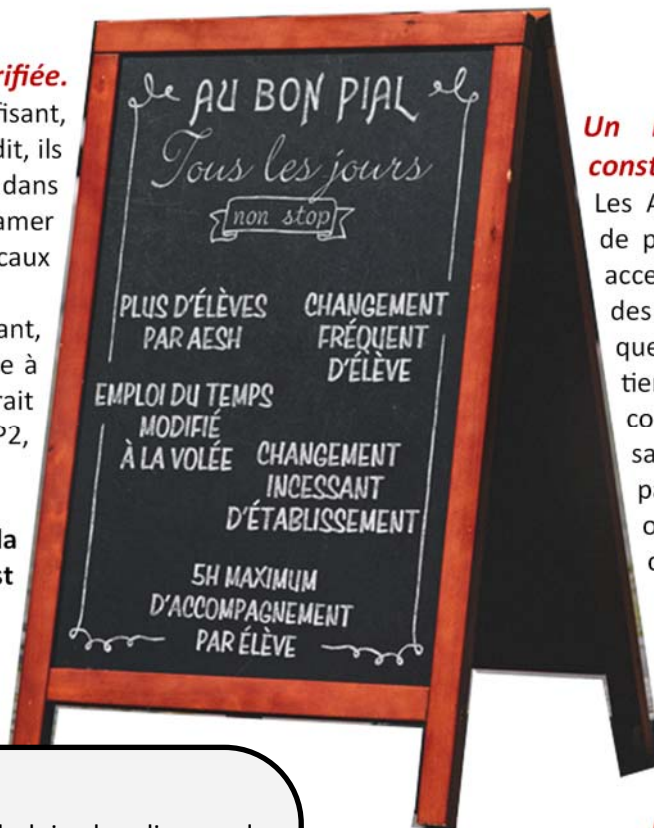 rifiée.
fisant,
dit, ils
dans
amer
caux
ant,
e à
rait
P2,
la
st
AU BON PIAL
Tous les jours
non stop
PLUS D'ÉLÈVES
PAR AESH
CHANGEMENT
FRÉQUENT
D'ÉLÈVE
EMPLOI DU TEMPS
MODIFIÉ
À LA VOLÉE
CHANGEMENT
INCESSANT
D'ÉTABLISSEMENT
5H MAXIMUM
D'ACCOMPAGNEMENT
PAR ÉLÈVE
Un
const
Les A
de p
acce
des
que
tien
co
sa
pa
o